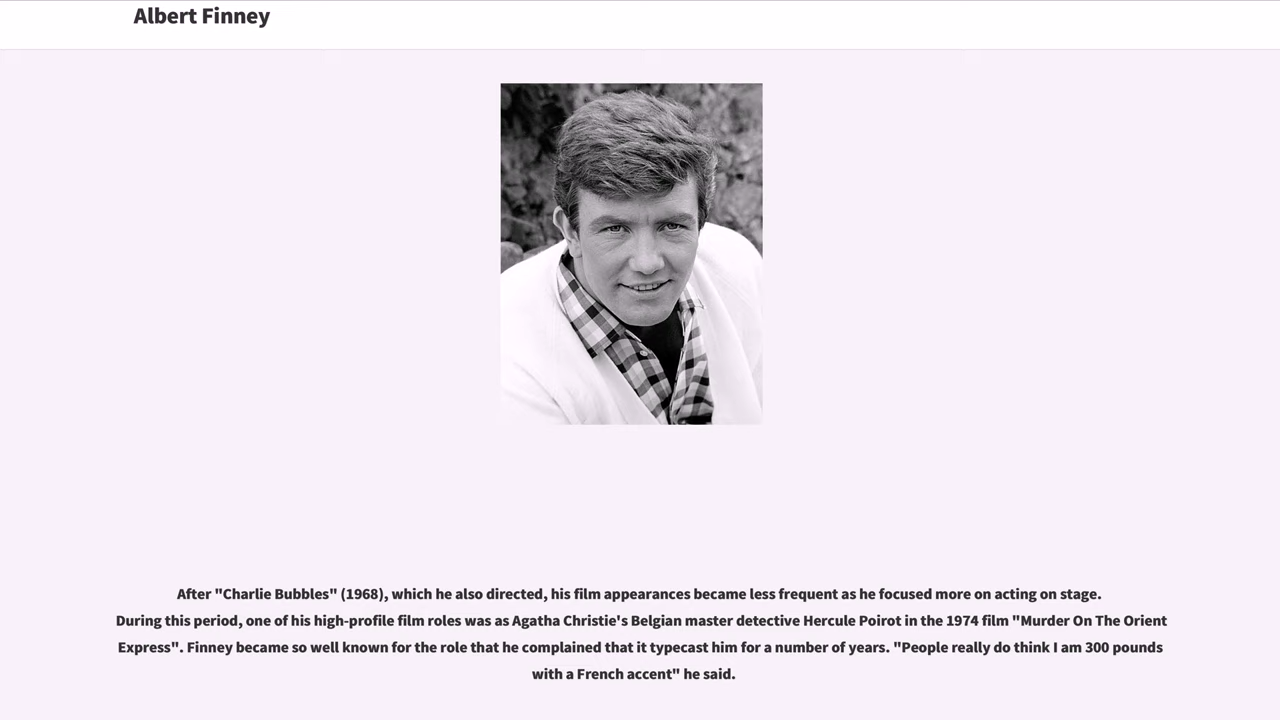 Albert Finney
After "Charlie Bubbles" (1968), which he also directed, his film appearances became less frequent as he focused more on acting on stage.
During this period, one of his high-profile film roles was as Agatha Christie's Belgian master detective Hercule Poirot in the 1974 film "Murder On The Orient
Express". Finney became so well known for the role that he complained that it typecast him for a number of years. "People really do think I am 300 pounds
with a French accent" he said.